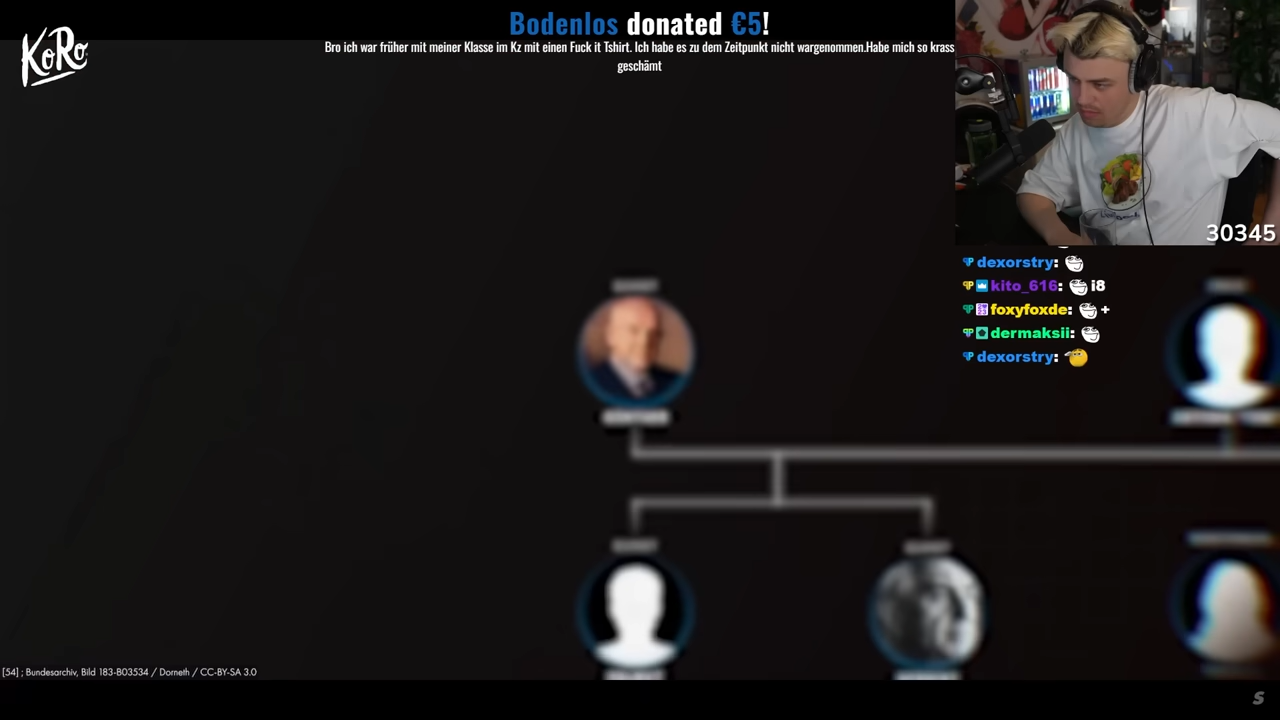 KoRo
Bodenlos donated €5!
Bro ich war früher mit meiner Klasse im Kz mit einen Fuck it Tshirt. Ich habe es zu dem Zeitpunkt nicht wargenommen.Habe mich so krass
geschämt
30345
dexorstry:
kito_616: i8
foxyfoxde: +
dermaksii:
dexorstry:
[54] ; Bundesarchiv, Bild 183-B03534 / Dorneth / CC-BY-SA 3.0
S